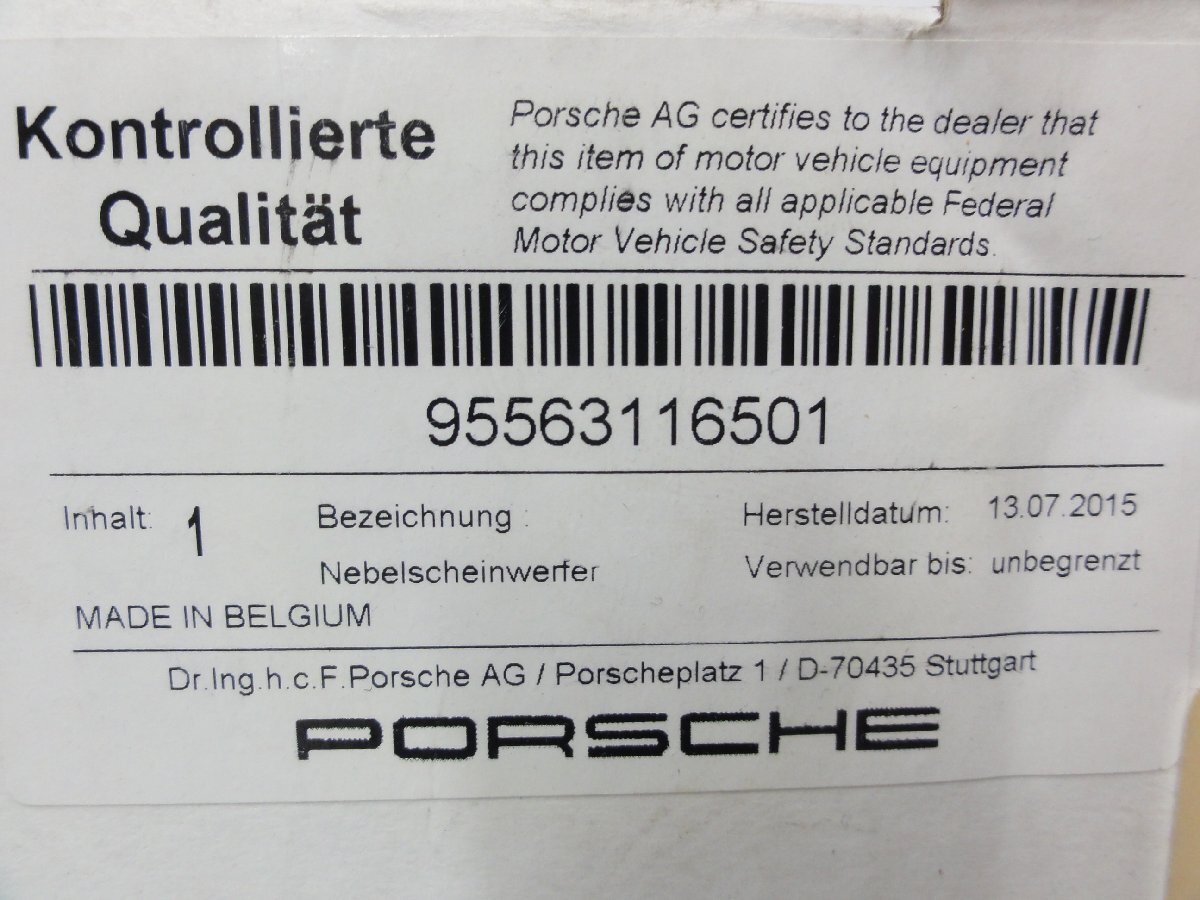 Kontrollierte
Qualität
Porsche AG certifies to the dealer that
this item of motor vehicle equipment
complies with all applicable Federal
Motor Vehicle Safety Standards.
95563116501
Inhalt: 1 Bezeichnung : Herstelldatum: 13.07.2015
Nebelscheinwerfer Verwendbar bis: unbegrenzt
MADE IN BELGIUM
Dr.Ing.h.c.F.Porsche AG / Porscheplatz 1 / D-70435 Stuttgart
PORSCHE